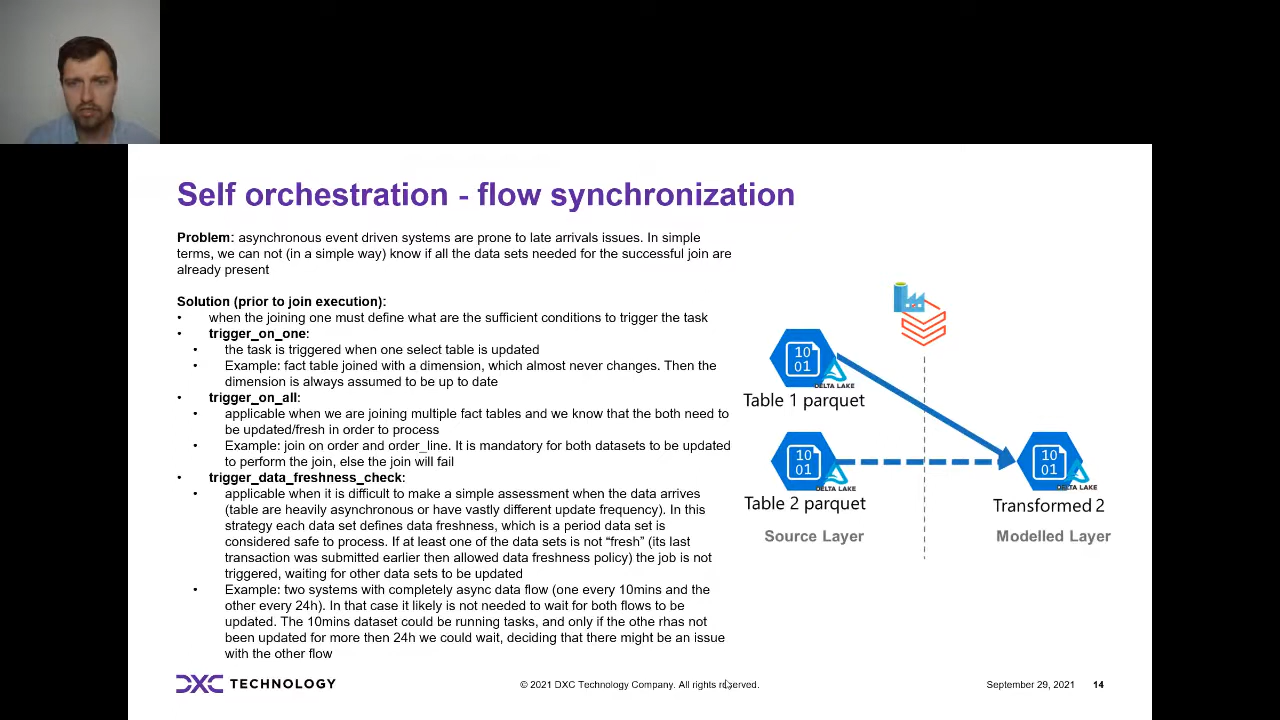 Self orchestration - flow synchronization
Problem: asynchronous event driven systems are prone to late arrivals issues. In simple
terms, we can not (in a simple way) know if all the data sets needed for the successful join are
already present
Solution (prior to join execution):
• when the joining one must define what are the sufficient conditions to trigger the task
• trigger_on_one:
• the task is triggered when one select table is updated
• Example: fact table joined with a dimension, which almost never changes. Then the
dimension is always assumed to be up to date
• trigger_on_all:
• applicable when we are joining multiple fact tables and we know that the both need to
be updated/fresh in order to process
• Example: join on order and order_line. It is mandatory for both datasets to be updated
to perform the join, else the join will fail
• trigger_data_freshness_check:
• applicable when it is difficult to make a simple assessment when the data arrives
(table are heavily asynchronous or have vastly different update frequency). In this
strategy each data set defines data freshness, which is a period data set is
considered safe to process. If at least one of the data sets is not “fresh” (its last
transaction was submitted earlier then allowed data freshness policy) the job is not
triggered, waiting for other data sets to be updated
• Example: two systems with completely async data flow (one every 10mins and the
other every 24h). In that case it likely is not needed to wait for both flows to be
updated. The 10mins dataset could be running tasks, and only if the othe rhas not
been updated for more then 24h we could wait, deciding that there might be an issue
with the other flow
10
01
DELTA LAKE
Table 1 parquet
10
01
DELTA LAKE
Table 2 parquet
Source Layer
10
01
DELTA LAKE
Transformed 2
Modelled Layer
DXC TECHNOLOGY
© 2021 DXC Technology Company. All rights reserved.
September 29, 2021
14